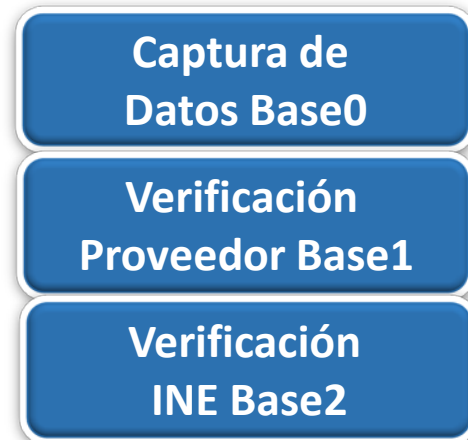 Captura de
Datos Base0
Verificación
Proveedor Base1
Verificación
INE Base2